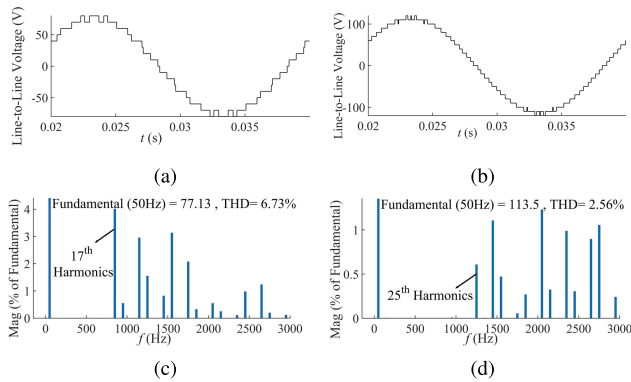 Line-to-Line Voltage (V)
50
0
-50
0.02
0.025
0.03
0.035
t (s)
(a)
Line-to-Line Voltage (V)
100
0
-100
0.02
0.025
0.03
0.035
t (s)
(b)
Mag (% of Fundamental)
4
3
2
1
0
Fundamental (50Hz) = 77.13 , THD= 6.73%
17th
Harmonics
0
500
1000
1500
2000
2500
3000
f (Hz)
(c)
Mag (% of Fundamental)
1
0.5
0
Fundamental (50Hz) = 113.5 , THD= 2.56%
25th Harmonics
0
500
1000
1500
2000
2500
3000
f (Hz)
(d)